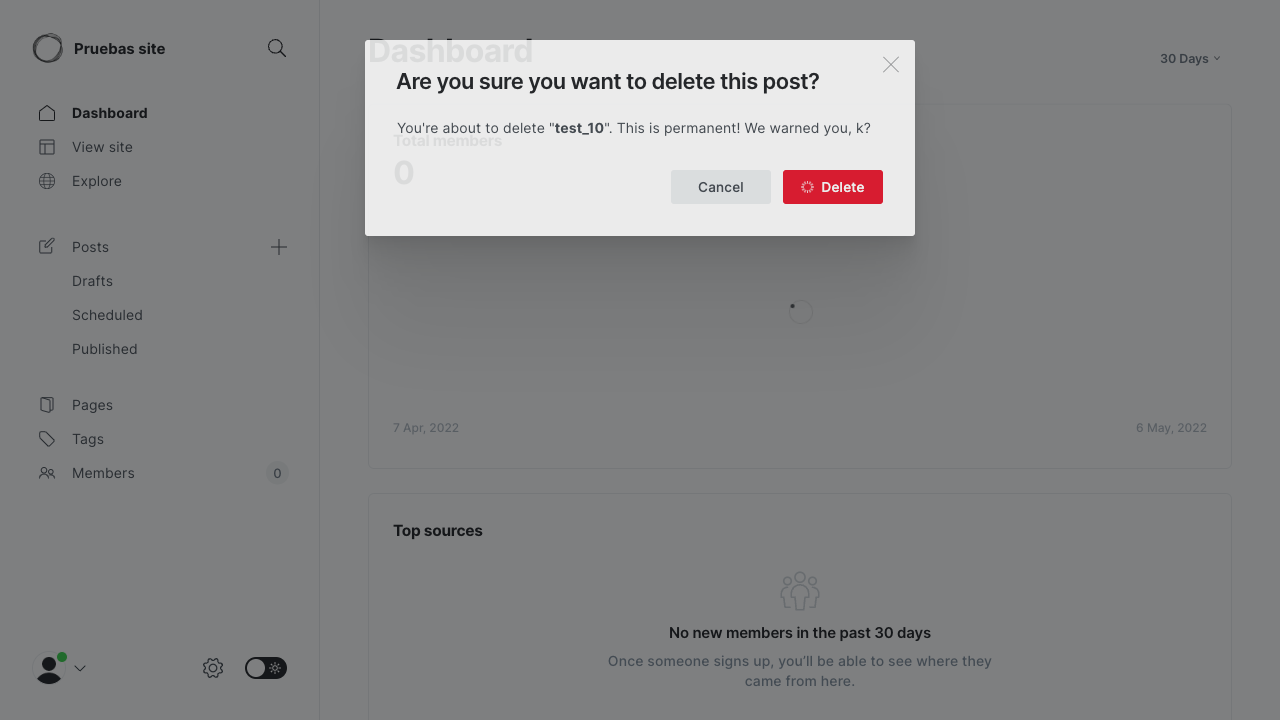 Pruebas site
Dashboard
View site
Explore
Posts
Drafts
Scheduled
Published
Pages
Tags
Members
0
Dashboard
30 Days
Are you sure you want to delete this post?
You're about to delete "test_10". This is permanent! We warned you, k?
Total members
0
Cancel
Delete
7 Apr, 2022
6 May, 2022
Top sources
No new members in the past 30 days
Once someone signs up, you’ll be able to see where they
came from here.